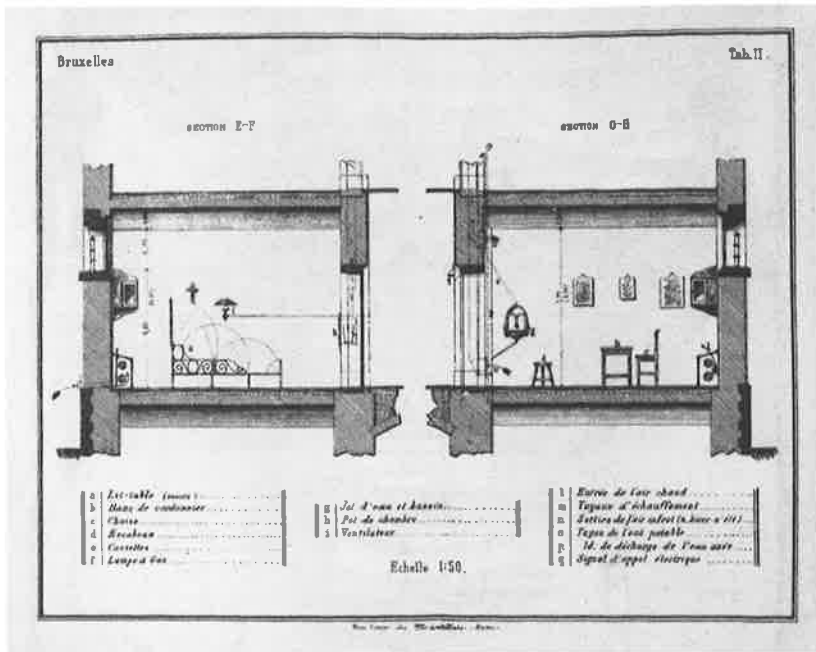 Bruxelles
Tab. II
SECTION E-F
SECTION G-H
a Lit-table
b Banc de cordonnier
c Chaise
d Escabeau
e Cassettes
f Lampe à Gaz
g Jet d'eau et bassin
h Pot de chambre
i Ventilateur
l Entrée de l'air chaud
m Tuyaux d'échauffement
n Sortie de l'air
o Tuyau de l'eau potable
p Id. de décharge de l'eau
q Signal d'appel électrique
Echelle 1:50.